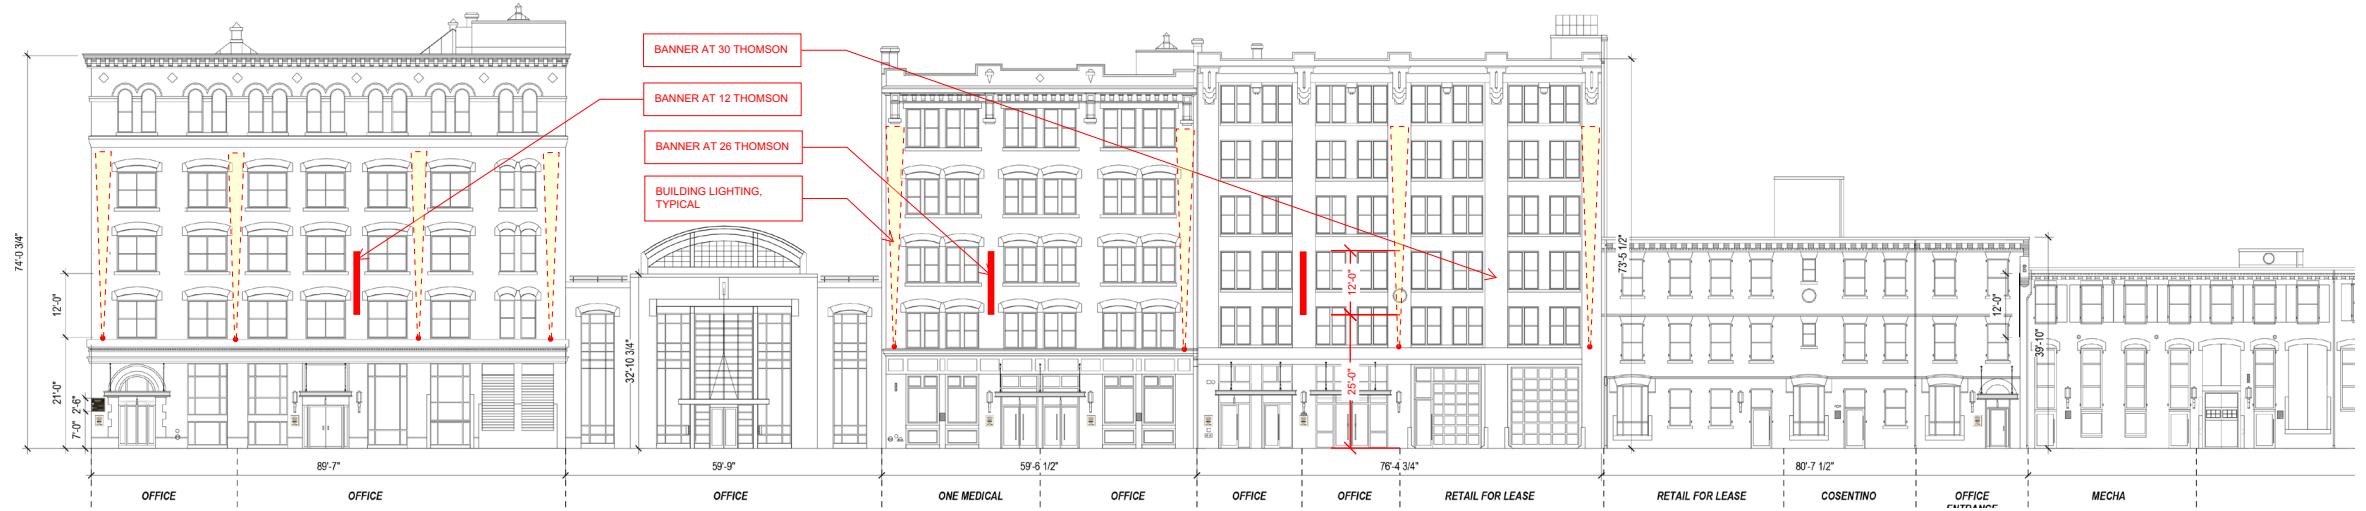 BANNER AT 30 THOMSON
BANNER AT 12 THOMSON
BANNER AT 26 THOMSON
BUILDING LIGHTING,
TYPICAL
74'-0 3/4"
12'-0"
21'-0"
2'-6"
7'-0"
32'-10 3/4"
12'-0"
25'-0"
73'-5 1/2"
12'-0"
39'-10"
89'-7"
59'-9"
59'-6 1/2"
76'-4 3/4"
80'-7 1/2"
OFFICE
OFFICE
OFFICE
ONE MEDICAL
OFFICE
OFFICE
OFFICE
RETAIL FOR LEASE
RETAIL FOR LEASE
COSENTINO
OFFICE
ENTRANCE
MECHA